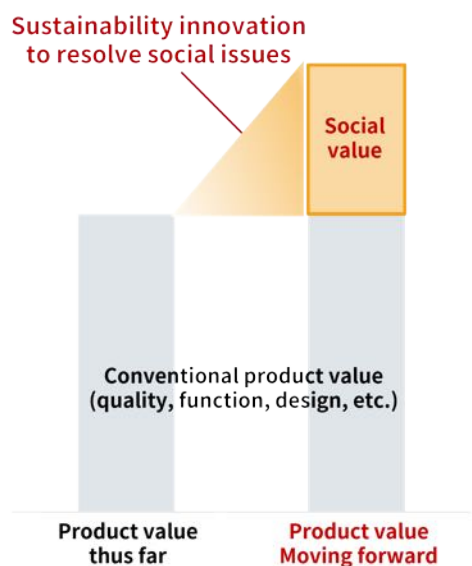 Sustainability innovation
to resolve social issues
Social
value
Conventional product value
(quality, function, design, etc.)
Product value
thus far
Product value
Moving forward